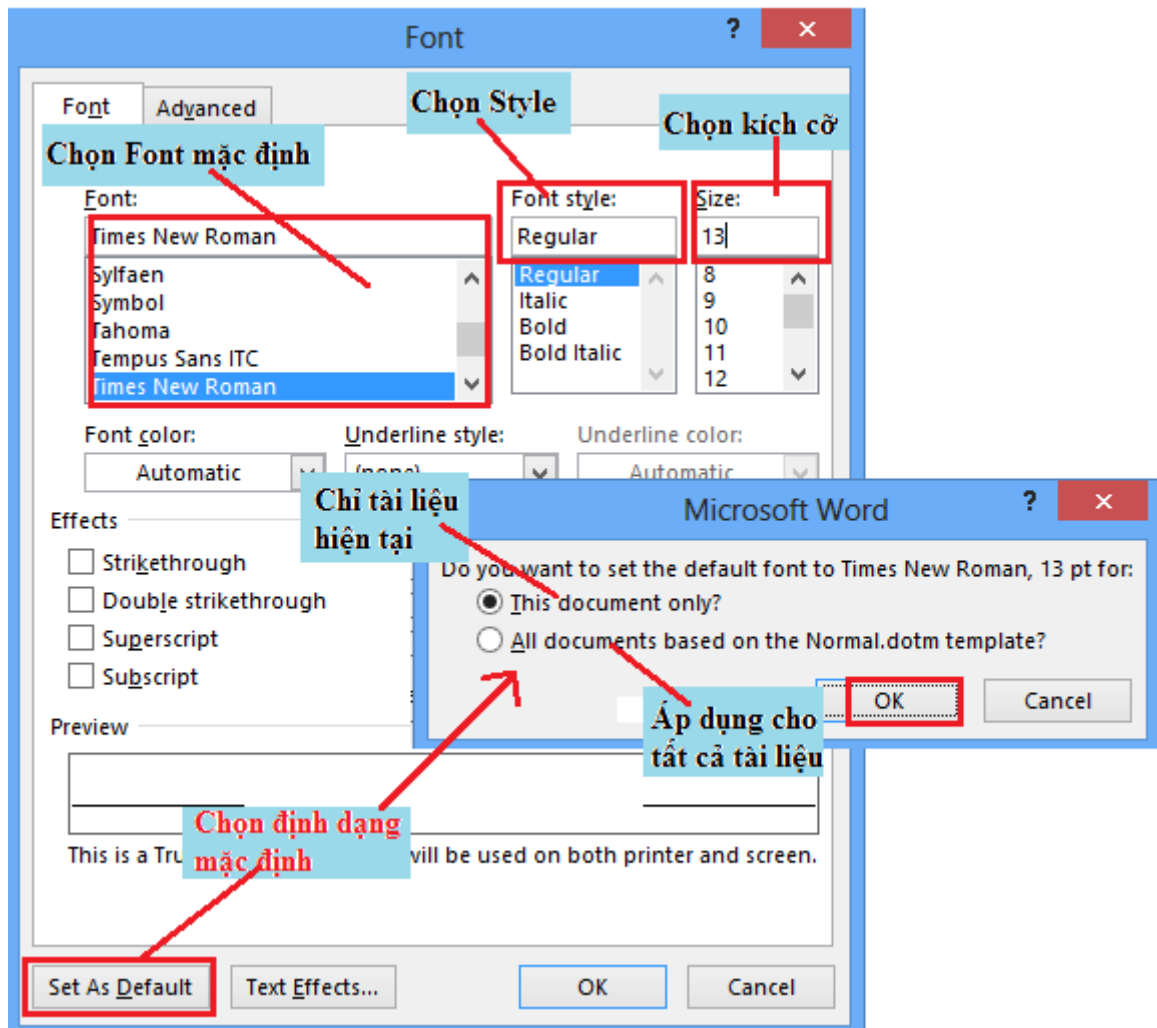 Font
?
Font Advanced
Chọn Style
Chọn kích cỡ
Chọn Font mặc định
Font:
Font style:
Size:
Times New Roman
Regular
13
Sylfaen
Symbol
Tahoma
Tempus Sans ITC
Times New Roman
Regular
Italic
Bold
Bold Italic
8
9
10
11
12
Font color:
Underline style:
Underline color:
Automatic
(none)
Automatic
Effects
Strikethrough
Double strikethrough
Superscript
Subscript
Chỉ tài liệu
hiện tại
Microsoft Word
?
Do you want to set the default font to Times New Roman, 13 pt for:
This document only?
All documents based on the Normal.dotm template?
OK
Cancel
Áp dụng cho
tất cả tài liệu
Preview
Chọn định dạng
mặc định
This is a will be used on both printer and screen.
Set As Default
Text Effects...
OK
Cancel